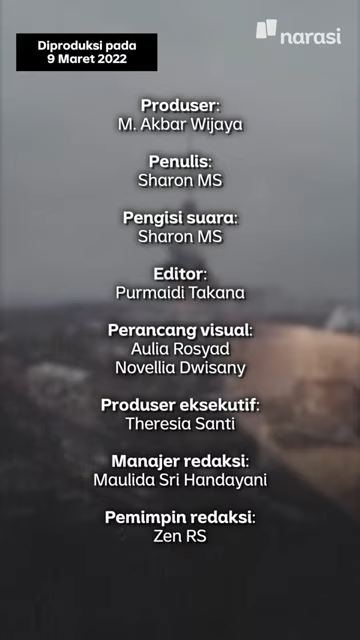 Diproduksi pada
9 Maret 2022
narasi
Produser:
M. Akbar Wijaya
Penulis:
Sharon MS
Pengisi suara:
Sharon MS
Editor:
Purmaidi Takana
Perancang visual:
Aulia Rosyad
Novellia Dwisany
Produser eksekutif:
Theresia Santi
Manajer redaksi:
Maulida Sri Handayani
Pemimpin redaksi:
Zen RS